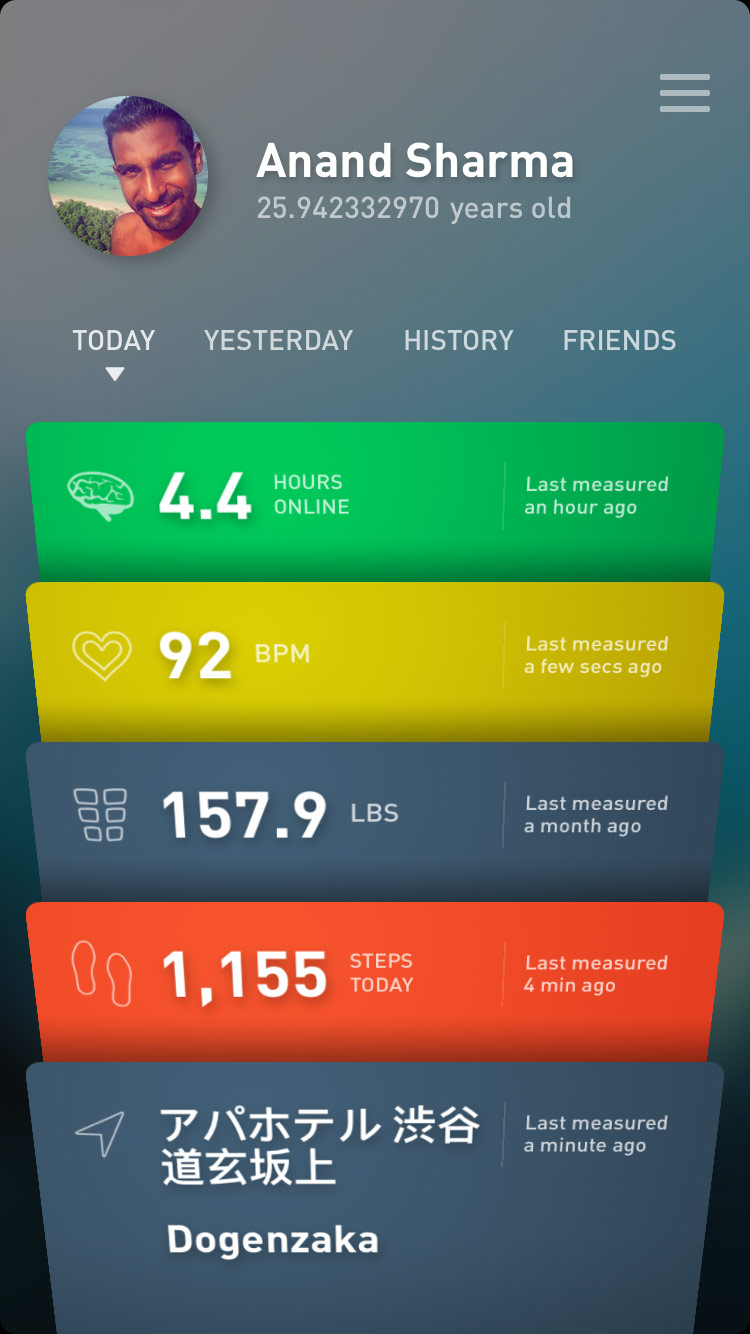 Anand Sharma
25.942332970 years old
TODAY YESTERDAY HISTORY FRIENDS
4.4 HOURS ONLINE
Last measured
an hour ago
92 BPM
Last measured
a few secs ago
157.9 LBS
Last measured
a month ago
1,155 STEPS TODAY
Last measured
4 min ago
アパホテル 渋谷
道玄坂上
Last measured
a minute ago
Dogenzaka